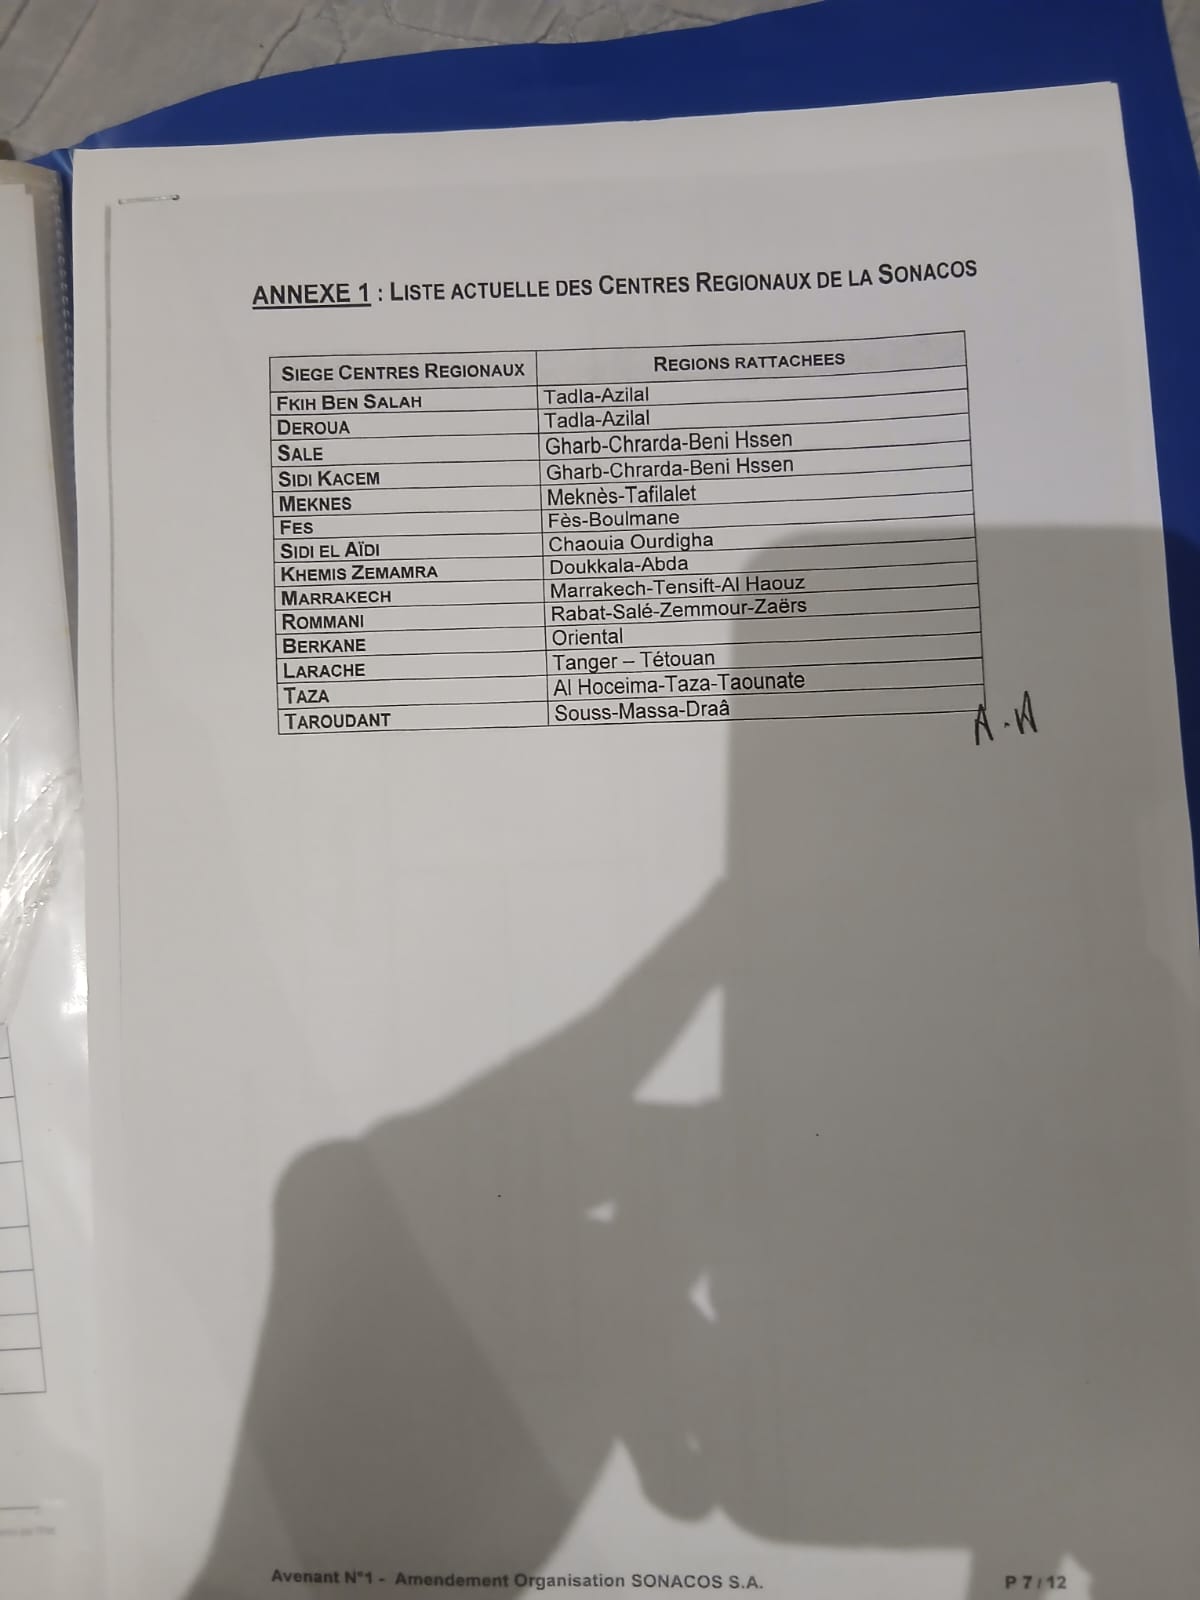 ANNEXE 1 : LISTE ACTUELLE DES CENTRES REGIONAUX DE LA SONACOS
SIEGE CENTRES REGIONAUX REGIONS RATTACHEES
FKIH BEN SALAH Tadla-Azilal
DEROUA Tadla-Azilal
SALE Gharb-Chrarda-Beni Hssen
SIDI KACEM Gharb-Chrarda-Beni Hssen
MEKNES Meknès-Tafilalet
FES Fès-Boulmane
SIDI EL AÏDI Chaouia Ourdigha
KHEMIS ZEMAMRA Doukkala-Abda
MARRAKECH Marrakech-Tensift-Al Haouz
ROMMANI Rabat-Salé-Zemmour-Zaërs
BERKANE Oriental
LARACHE Tanger – Tétouan
TAZA Al Hoceima-Taza-Taounate
TAROUDANT Souss-Massa-Draâ
A.A
Avenant N°1 - Amendement Organisation SONACOS S.A. P 7 / 12